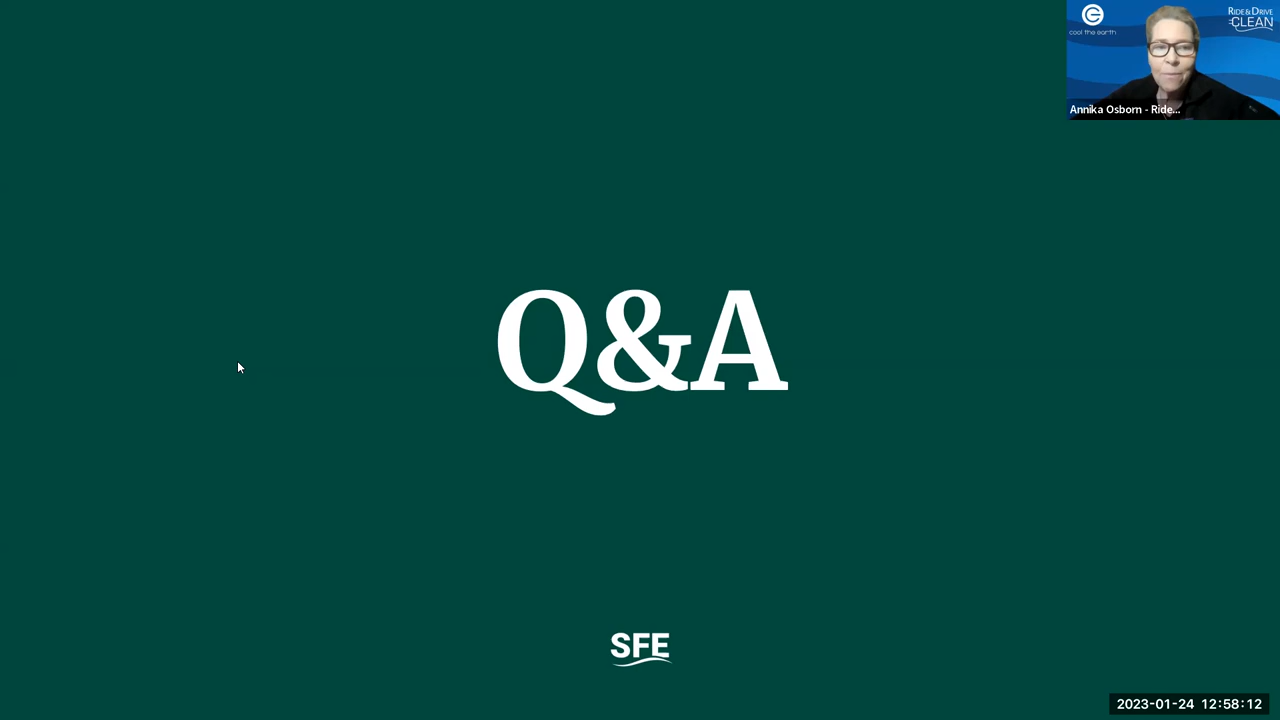 cool the earth
RIDE & DRIVE
CLEAN
Annika Osborn - Ride...
Q&A
SFE
2023-01-24 12:58:12